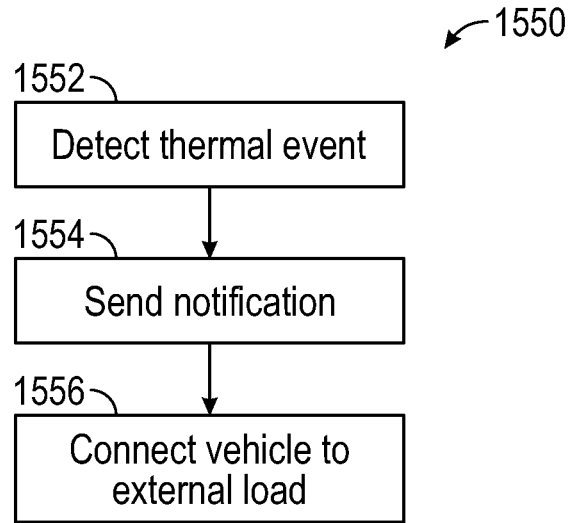 1550
1552
Detect thermal event
1554
Send notification
1556
Connect vehicle to
external load